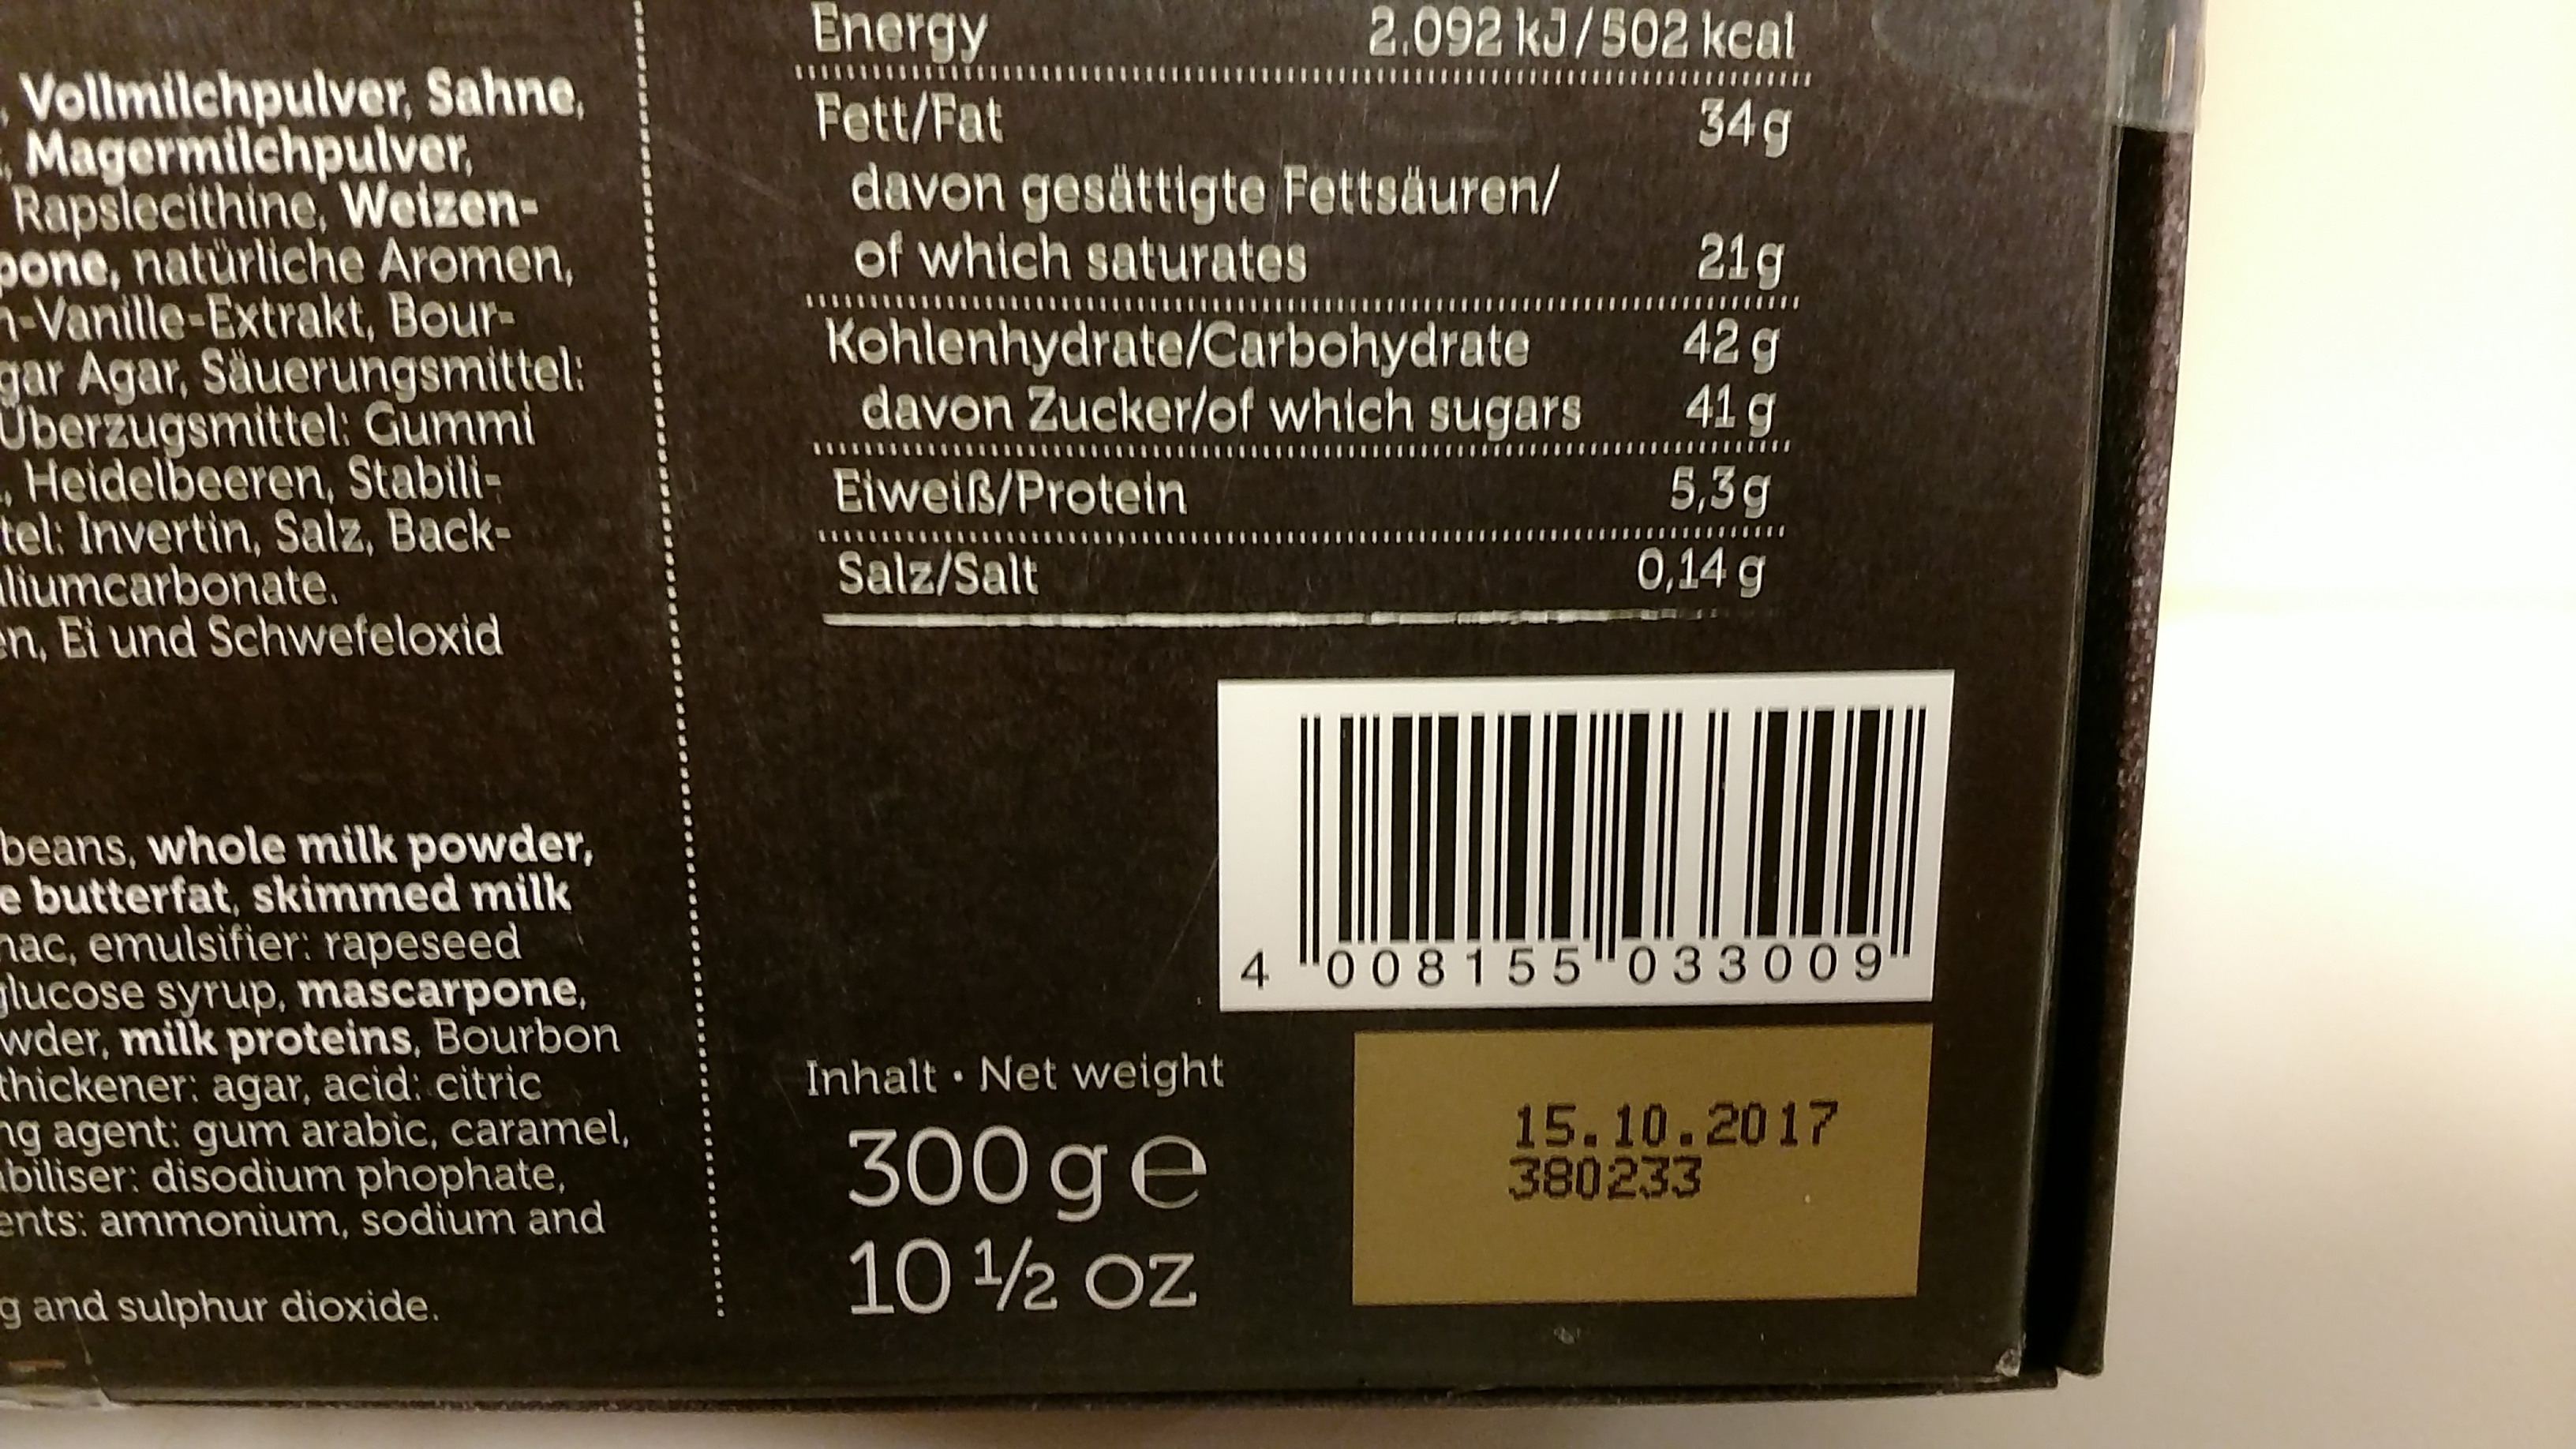 , Vollmilchpulver, Sahne,
, Magermilchpulver,
Rapslecithine, Weizen-
pone, natürliche Aromen,
n-Vanille-Extrakt, Bour-
gar Agar, Säuerungsmittel:
Überzugsmittel: Gummi
, Heidelbeeren, Stabili-
tel: Invertin, Salz, Back-
liumcarbonate.
en, Ei und Schwefeloxid
beans, whole milk powder,
e butterfat, skimmed milk
nac, emulsifier: rapeseed
glucose syrup, mascarpone,
wder, milk proteins, Bourbon
thickener: agar, acid: citric
ng agent: gum arabic, caramel,
biliser: disodium phophate,
ents: ammonium, sodium and
g and sulphur dioxide.
Energy 2.092 kJ/502 kcal
Fett/Fat 34g
davon gesättigte Fettsäuren/
of which saturates 21g
Kohlenhydrate/Carbohydrate 42 g
davon Zucker/of which sugars 41 g
Eiweiß/Protein 5,3g
Salz/Salt 0,14 g
4 008155 033009
Inhalt • Net weight
300 g e
10 ½ oz
15.10.2017
380233